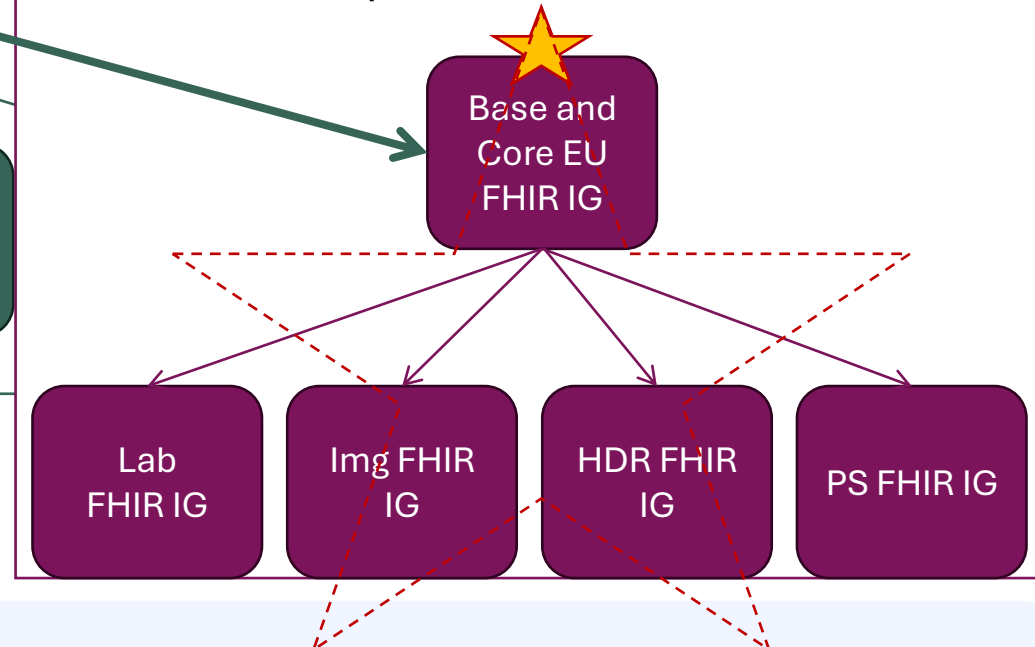 Base and
Core EU
FHIR IG
Lab
FHIR IG
Img FHIR
IG
HDR FHIR
IG
PS FHIR IG